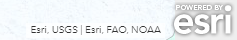 POWERED BY
esri
Esri, USGS | Esri, FAO, NOAA